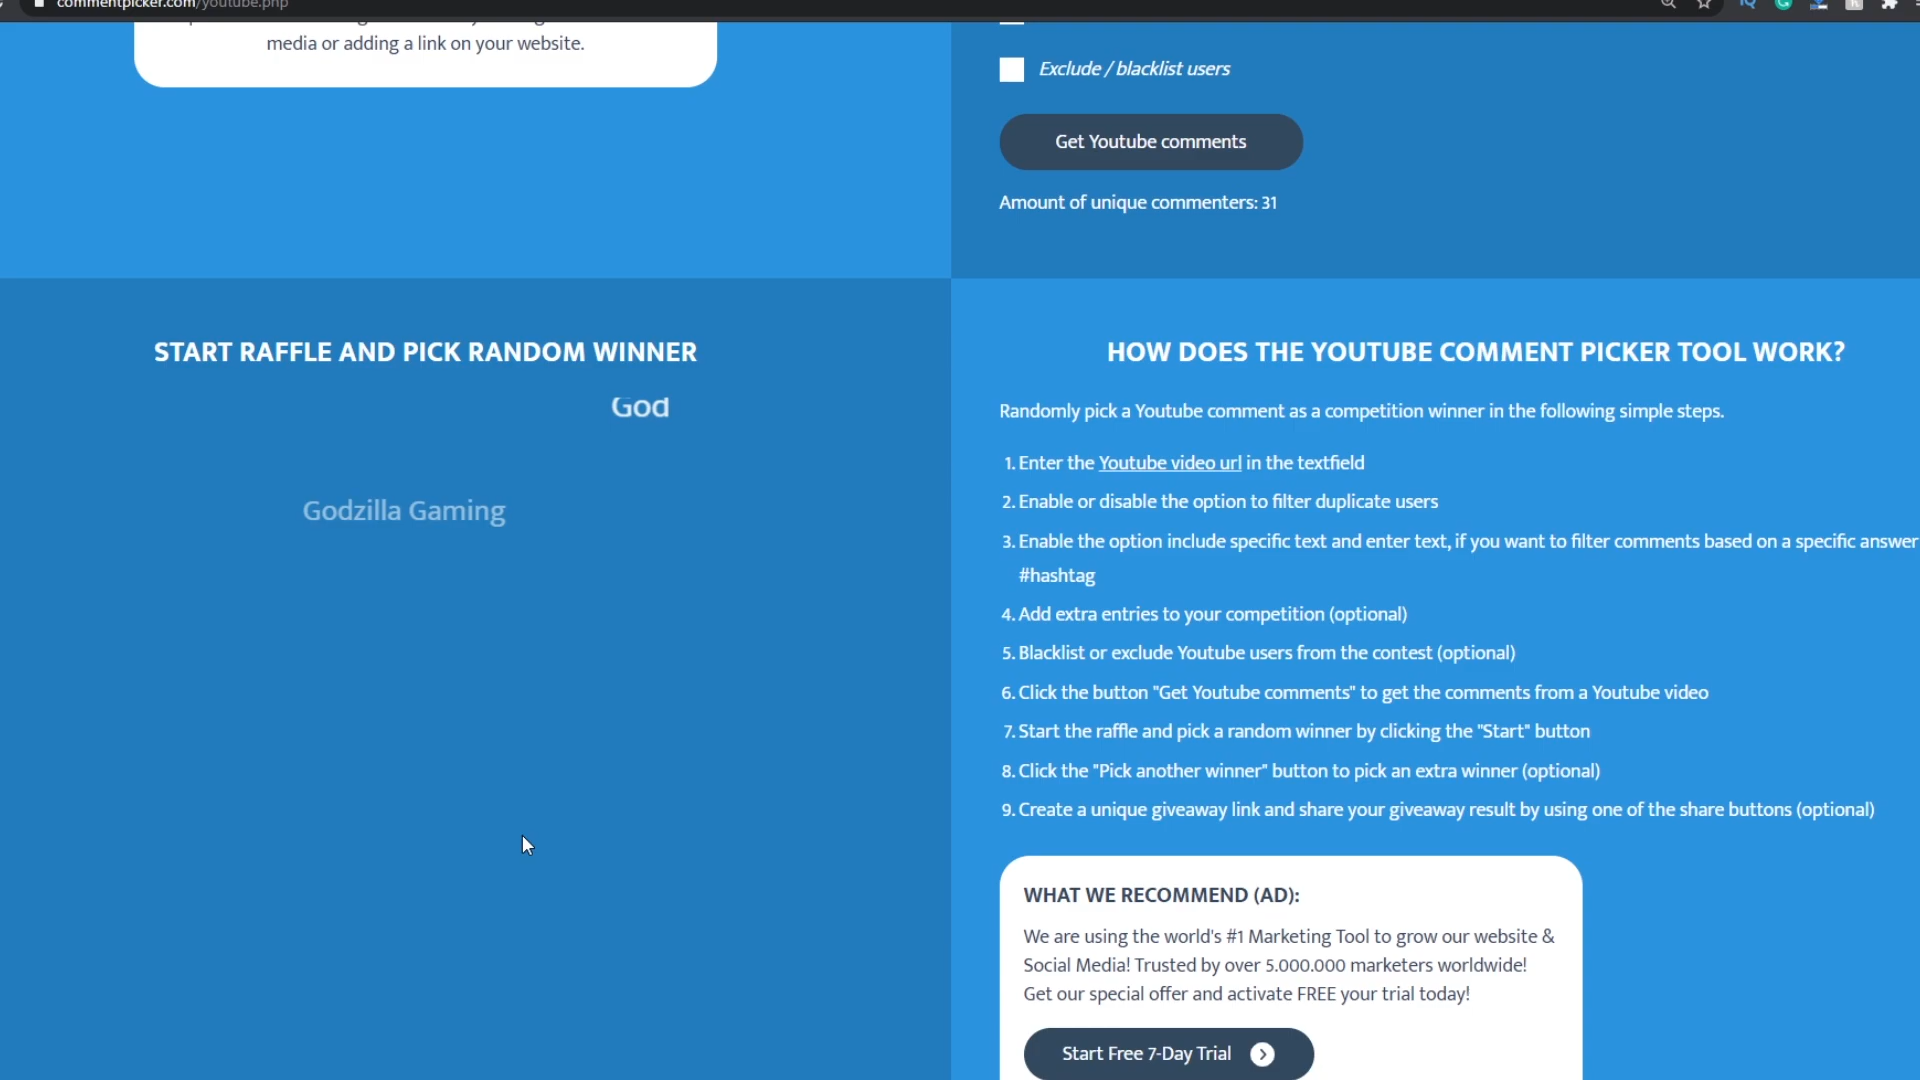 commentpicker.com/youtube.php
media or adding a link on your website.
Exclude / blacklist users
Get Youtube comments
Amount of unique commenters: 31
START RAFFLE AND PICK RANDOM WINNER
God
Godzilla Gaming
HOW DOES THE YOUTUBE COMMENT PICKER TOOL WORK?
Randomly pick a Youtube comment as a competition winner in the following simple steps.
1. Enter the Youtube video url in the textfield
2. Enable or disable the option to filter duplicate users
3. Enable the option include specific text and enter text, if you want to filter comments based on a specific answer
#hashtag
4. Add extra entries to your competition (optional)
5. Blacklist or exclude Youtube users from the contest (optional)
6. Click the button "Get Youtube comments" to get the comments from a Youtube video
7. Start the raffle and pick a random winner by clicking the "Start" button
8. Click the "Pick another winner" button to pick an extra winner (optional)
9. Create a unique giveaway link and share your giveaway result by using one of the share buttons (optional)
WHAT WE RECOMMEND (AD):
We are using the world's #1 Marketing Tool to grow our website &
Social Media! Trusted by over 5.000.000 marketers worldwide!
Get our special offer and activate FREE your trial today!
Start Free 7-Day Trial